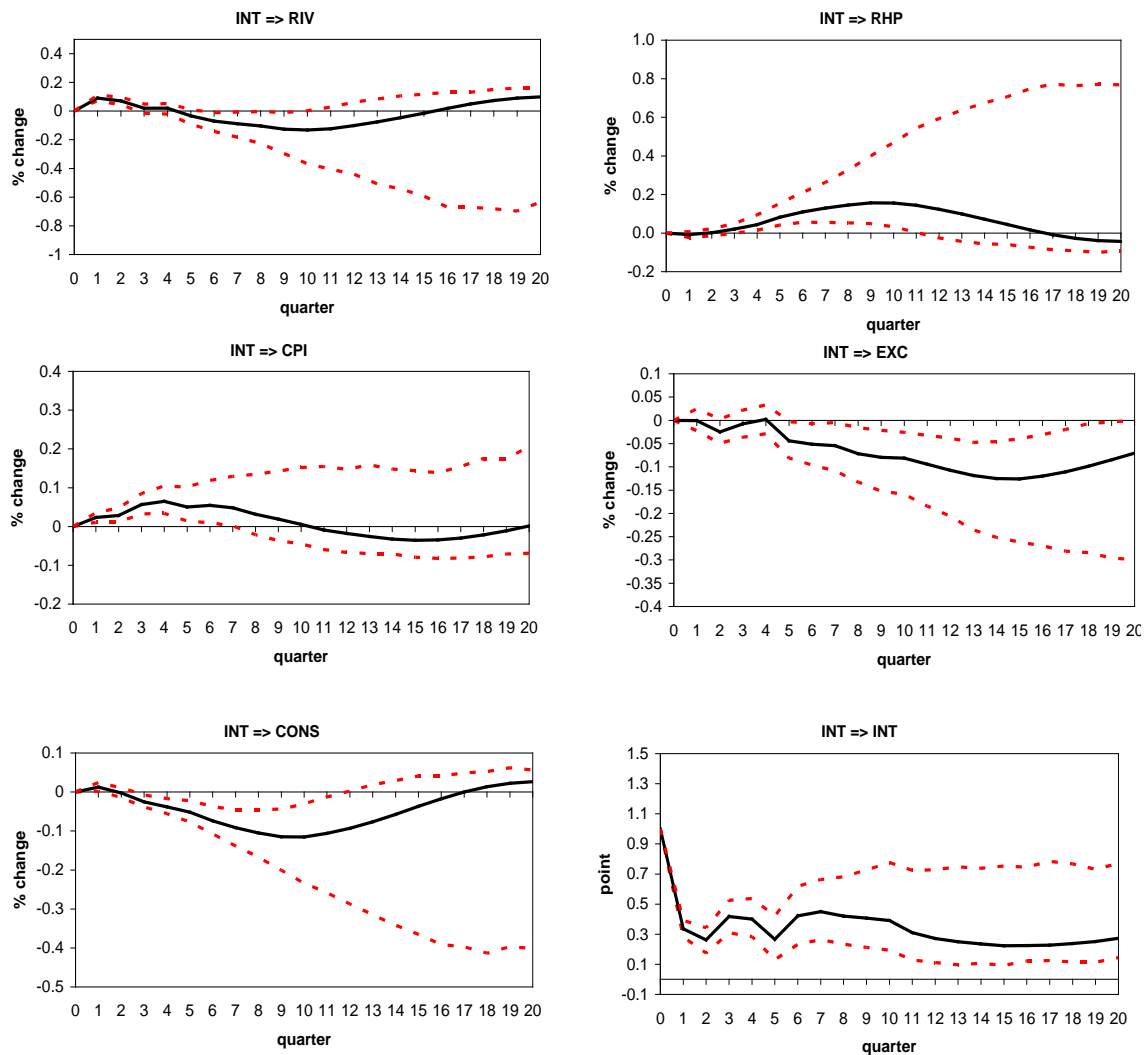 INT => RIV
0.4
0.2
0
-0.2
-0.4
-0.6
-0.8
-1
% change
0 1 2 3 4 5 6 7 8 9 10 11 12 13 14 15 16 17 18 19 20
quarter
INT => RHP
1.0
0.8
0.6
0.4
0.2
0.0
-0.2
% change
0 1 2 3 4 5 6 7 8 9 10 11 12 13 14 15 16 17 18 19 20
quarter
INT => CPI
0.4
0.3
0.2
0.1
0
-0.1
-0.2
% change
0 1 2 3 4 5 6 7 8 9 10 11 12 13 14 15 16 17 18 19 20
quarter
INT => EXC
0.1
0.05
0
-0.05
-0.1
-0.15
-0.2
-0.25
-0.3
-0.35
-0.4
% change
0 1 2 3 4 5 6 7 8 9 10 11 12 13 14 15 16 17 18 19 20
quarter
INT => CONS
0.1
0
-0.1
-0.2
-0.3
-0.4
-0.5
% change
0 1 2 3 4 5 6 7 8 9 10 11 12 13 14 15 16 17 18 19 20
quarter
INT => INT
1.5
1.3
1.1
0.9
0.7
0.5
0.3
0.1
-0.1
point
0 1 2 3 4 5 6 7 8 9 10 11 12 13 14 15 16 17 18 19 20
quarter